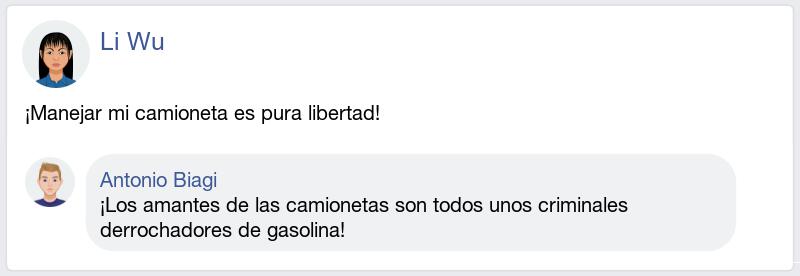 Li Wu
¡Manejar mi camioneta es pura libertad!
Antonio Biagi
¡Los amantes de las camionetas son todos unos criminales
derrochadores de gasolina!